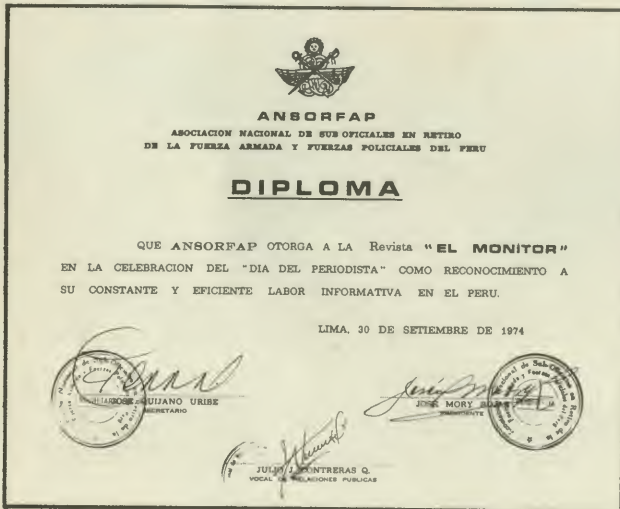 ANSORFAP
ASOCIACION NACIONAL DE SUB OFICIALES EN RETIRO
DE LA FUERZA ARMADA Y FUERZAS POLICIALES DEL PERU
DIPLOMA
QUE ANSORFAP OTORGA A LA Revista "EL MONITOR"
EN LA CELEBRACION DEL "DIA DEL PERIODISTA" COMO RECONOCIMIENTO A
SU CONSTANTE Y EFICIENTE LABOR INFORMATIVA EN EL PERU.
LIMA, 30 DE SETIEMBRE DE 1974
JOSE QUIJANO URIBE
SECRETARIO
JOSE MORY
PRESIDENTE
JULIO J. CONTRERAS Q.
VOCAL DE RELACIONES PUBLICAS